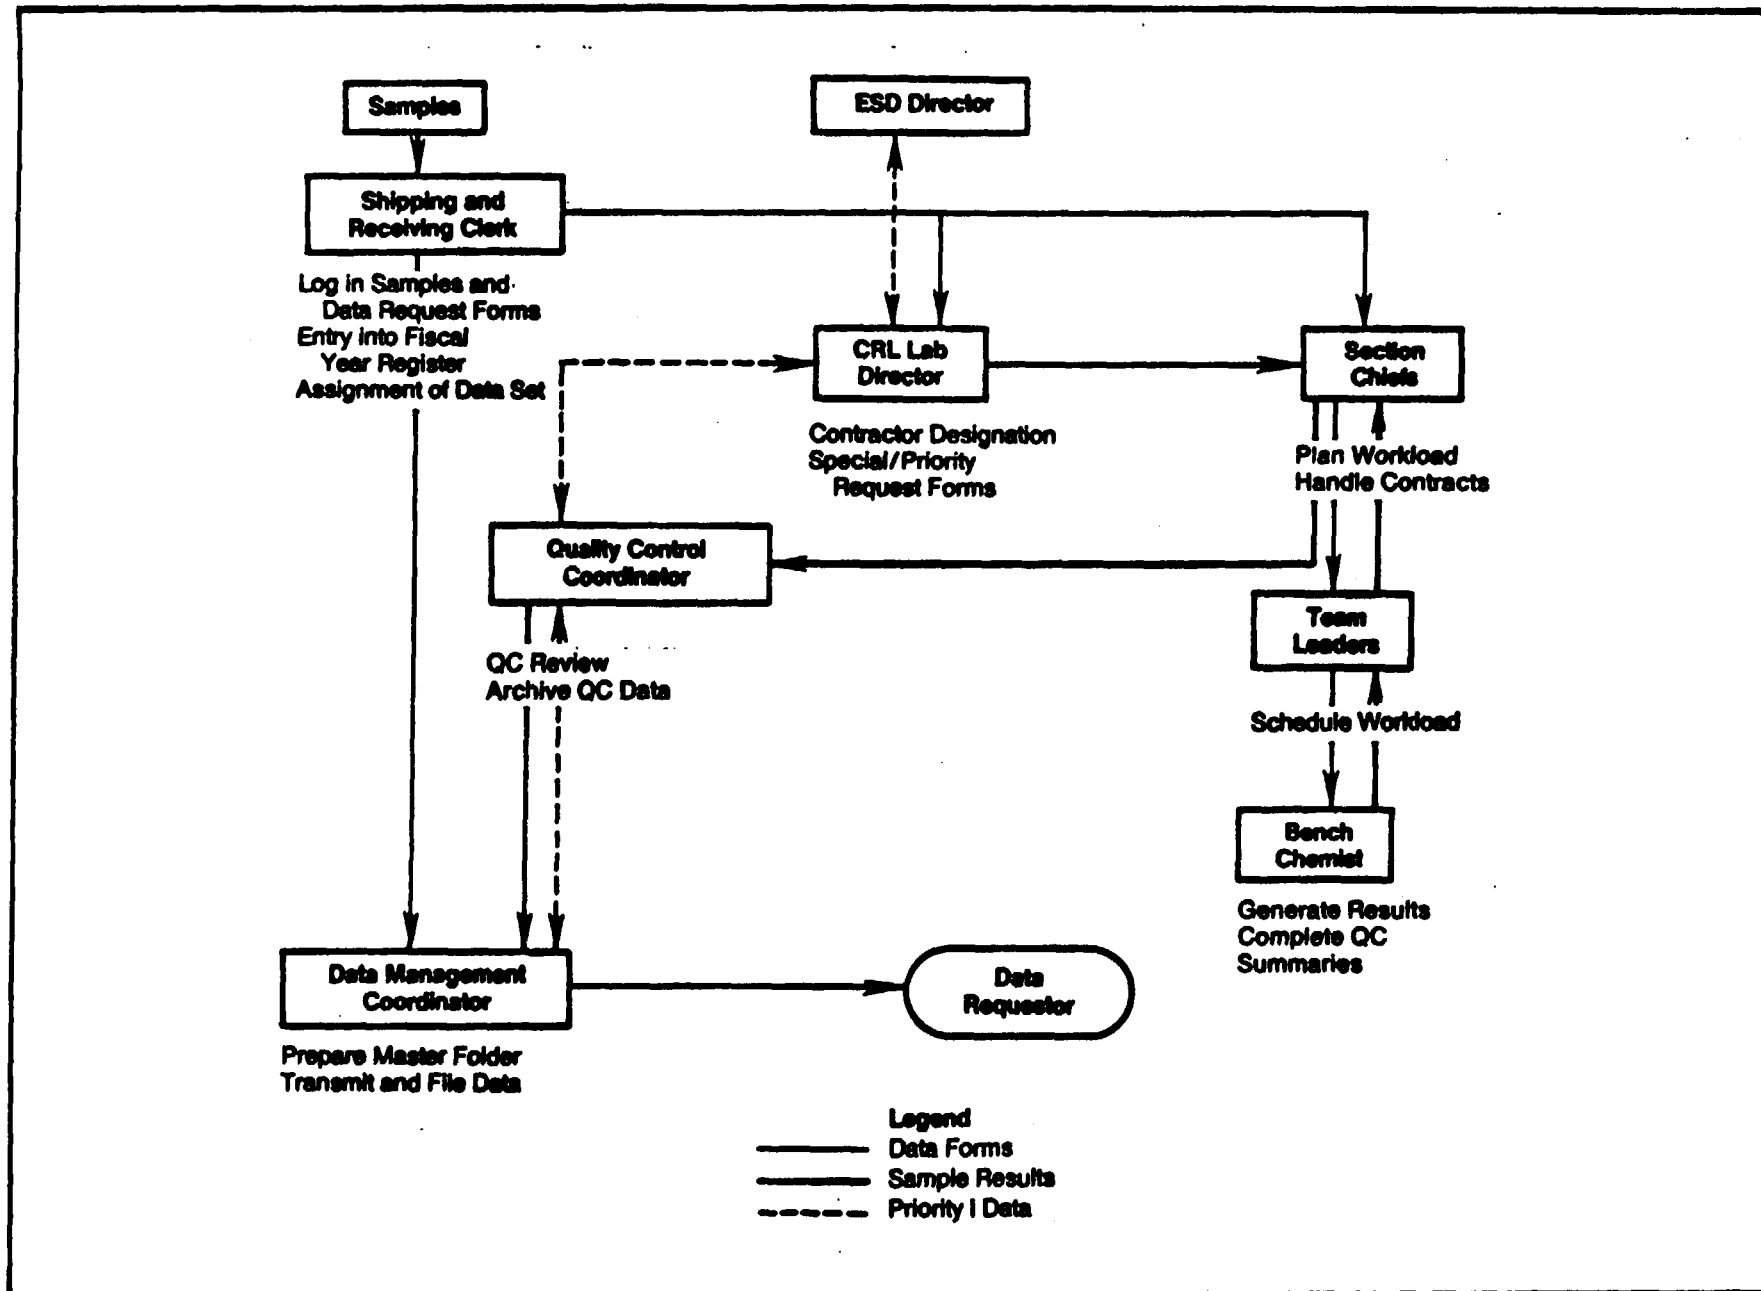 Samples
ESD Director
Shipping and
Receiving Clerk
Log in Samples and
Data Request Forms
Entry into Fiscal
Year Register
Assignment of Data Set
CRL Lab
Director
Section
Chiefs
Contractor Designation
Special/Priority
Request Forms
Plan Workload
Handle Contracts
Quality Control
Coordinator
Team
Leaders
QC Review
Archive QC Data
Schedule Workload
Bench
Chemist
Generate Results
Complete QC
Summaries
Data Management
Coordinator
Data
Requestor
Prepare Master Folder
Transmit and File Data
Legend
Data Forms
Sample Results
Priority I Data